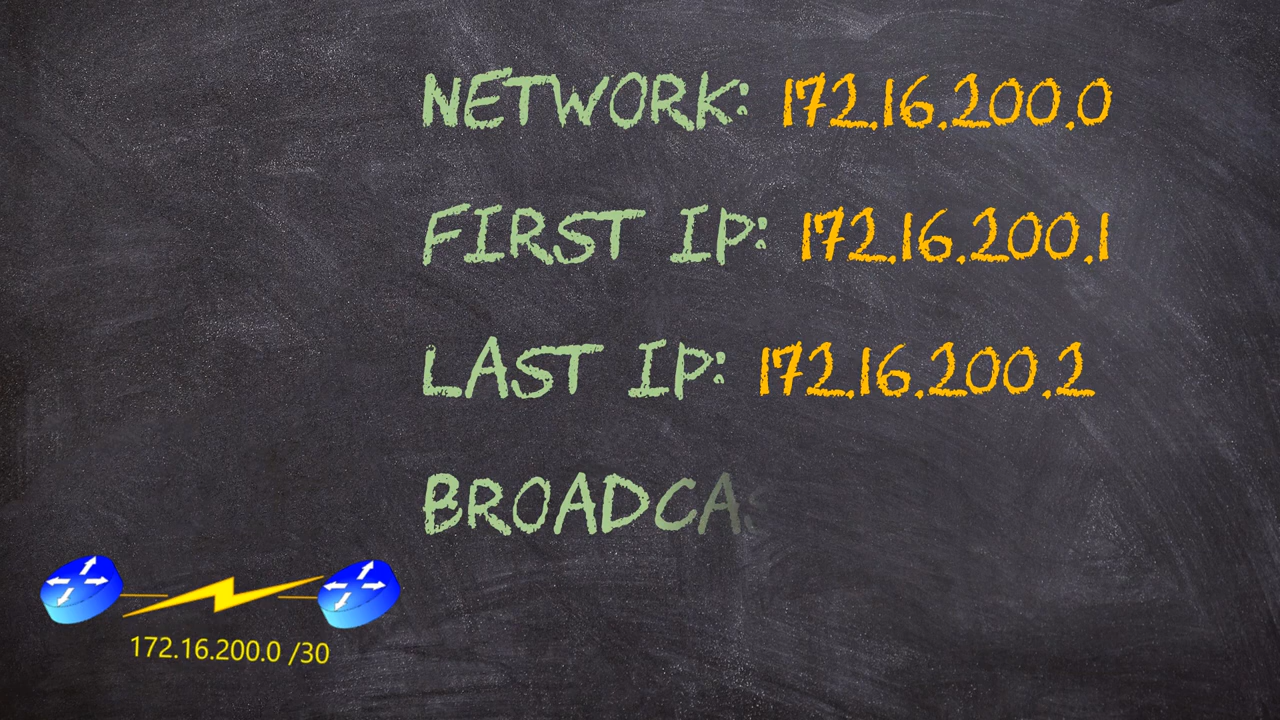 NETWORK: 172.16.200.0
FIRST IP: 172.16.200.1
LAST IP: 172.16.200.2
BROADCAS
172.16.200.0 /30